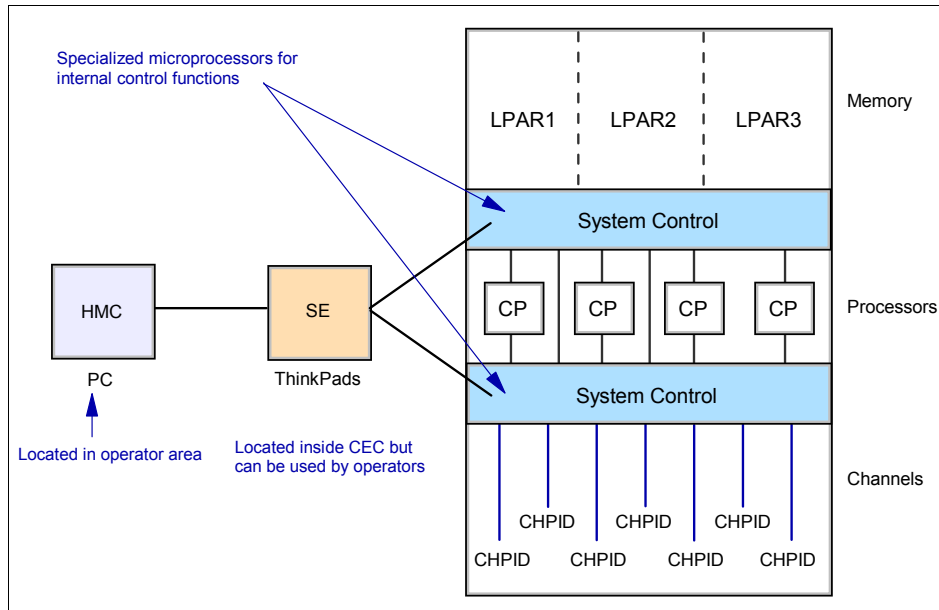 Specialized microprocessors for
internal control functions
LPAR1
LPAR2
LPAR3
Memory
System Control
HMC
SE
CP
CP
CP
CP
Processors
PC
ThinkPads
System Control
Located in operator area
Located inside CEC but
can be used by operators
Channels
CHPID
CHPID
CHPID
CHPID
CHPID
CHPID
CHPID